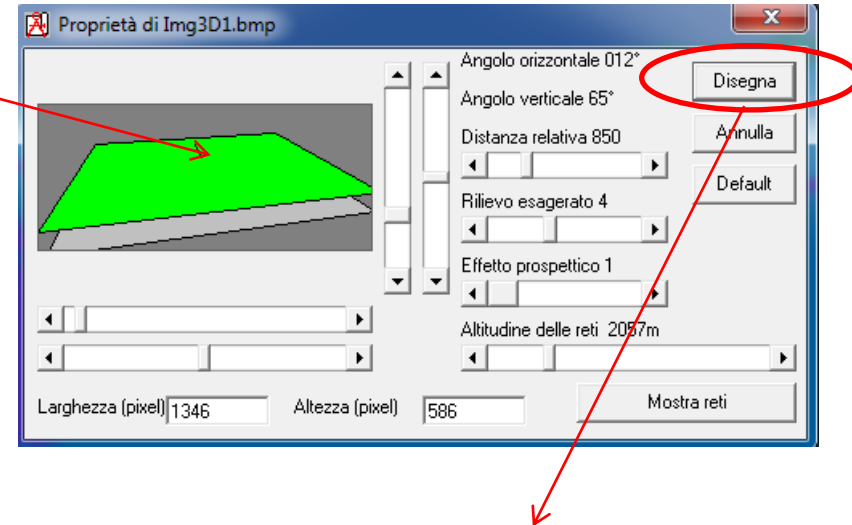 Proprietà di Img3D1.bmp
Angolo orizzontale 012°
Disegna
Angolo verticale 65°
Distanza relativa 850
Annulla
Default
Rilievo esagerato 4
Effetto prospettico 1
Altitudine delle reti 2057m
Larghezza (pixel) 1346
Altezza (pixel) 586
Mostra reti